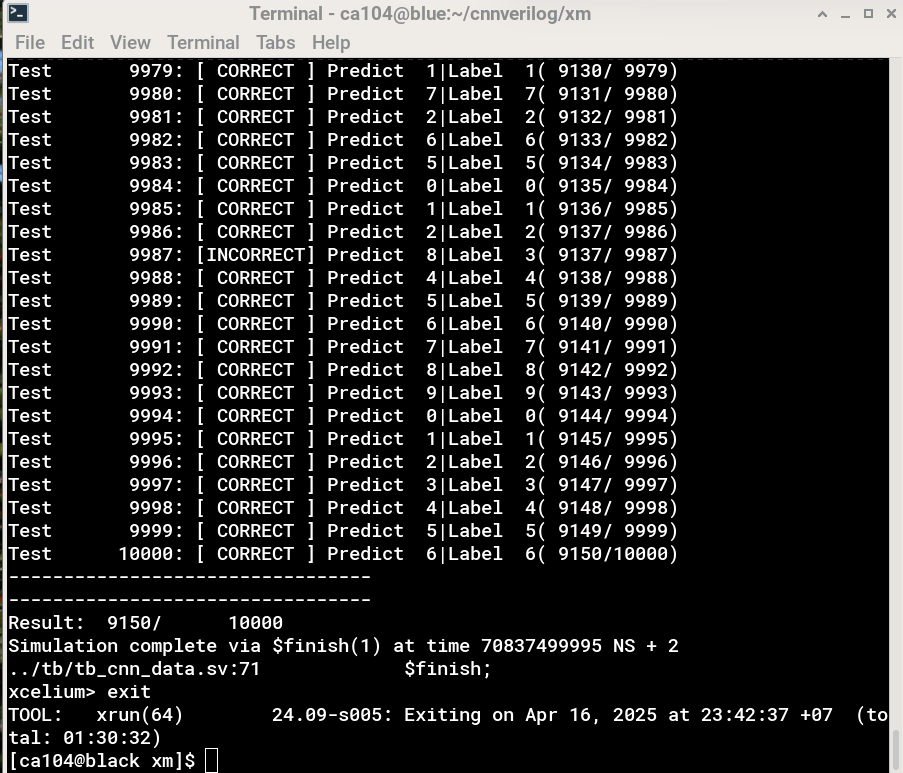 Terminal - ca104@blue:~/cnnverilog/xm
File Edit View Terminal Tabs Help
Test       9979: [ CORRECT ] Predict  1|Label  1( 9130/ 9979)
Test       9980: [ CORRECT ] Predict  7|Label  7( 9131/ 9980)
Test       9981: [ CORRECT ] Predict  2|Label  2( 9132/ 9981)
Test       9982: [ CORRECT ] Predict  6|Label  6( 9133/ 9982)
Test       9983: [ CORRECT ] Predict  5|Label  5( 9134/ 9983)
Test       9984: [ CORRECT ] Predict  0|Label  0( 9135/ 9984)
Test       9985: [ CORRECT ] Predict  1|Label  1( 9136/ 9985)
Test       9986: [ CORRECT ] Predict  2|Label  2( 9137/ 9986)
Test       9987: [INCORRECT] Predict  8|Label  3( 9137/ 9987)
Test       9988: [ CORRECT ] Predict  4|Label  4( 9138/ 9988)
Test       9989: [ CORRECT ] Predict  5|Label  5( 9139/ 9989)
Test       9990: [ CORRECT ] Predict  6|Label  6( 9140/ 9990)
Test       9991: [ CORRECT ] Predict  7|Label  7( 9141/ 9991)
Test       9992: [ CORRECT ] Predict  8|Label  8( 9142/ 9992)
Test       9993: [ CORRECT ] Predict  9|Label  9( 9143/ 9993)
Test       9994: [ CORRECT ] Predict  0|Label  0( 9144/ 9994)
Test       9995: [ CORRECT ] Predict  1|Label  1( 9145/ 9995)
Test       9996: [ CORRECT ] Predict  2|Label  2( 9146/ 9996)
Test       9997: [ CORRECT ] Predict  3|Label  3( 9147/ 9997)
Test       9998: [ CORRECT ] Predict  4|Label  4( 9148/ 9998)
Test       9999: [ CORRECT ] Predict  5|Label  5( 9149/ 9999)
Test      10000: [ CORRECT ] Predict  6|Label  6( 9150/10000)
---------------------------------
---------------------------------
Result:  9150/      10000
Simulation complete via $finish(1) at time 70837499995 NS + 2
../tb/tb_cnn_data.sv:71             $finish;
xcelium> exit
TOOL:   xrun(64)        24.09-s005: Exiting on Apr 16, 2025 at 23:42:37 +07  (to
tal: 01:30:32)
[ca104@black xm]$